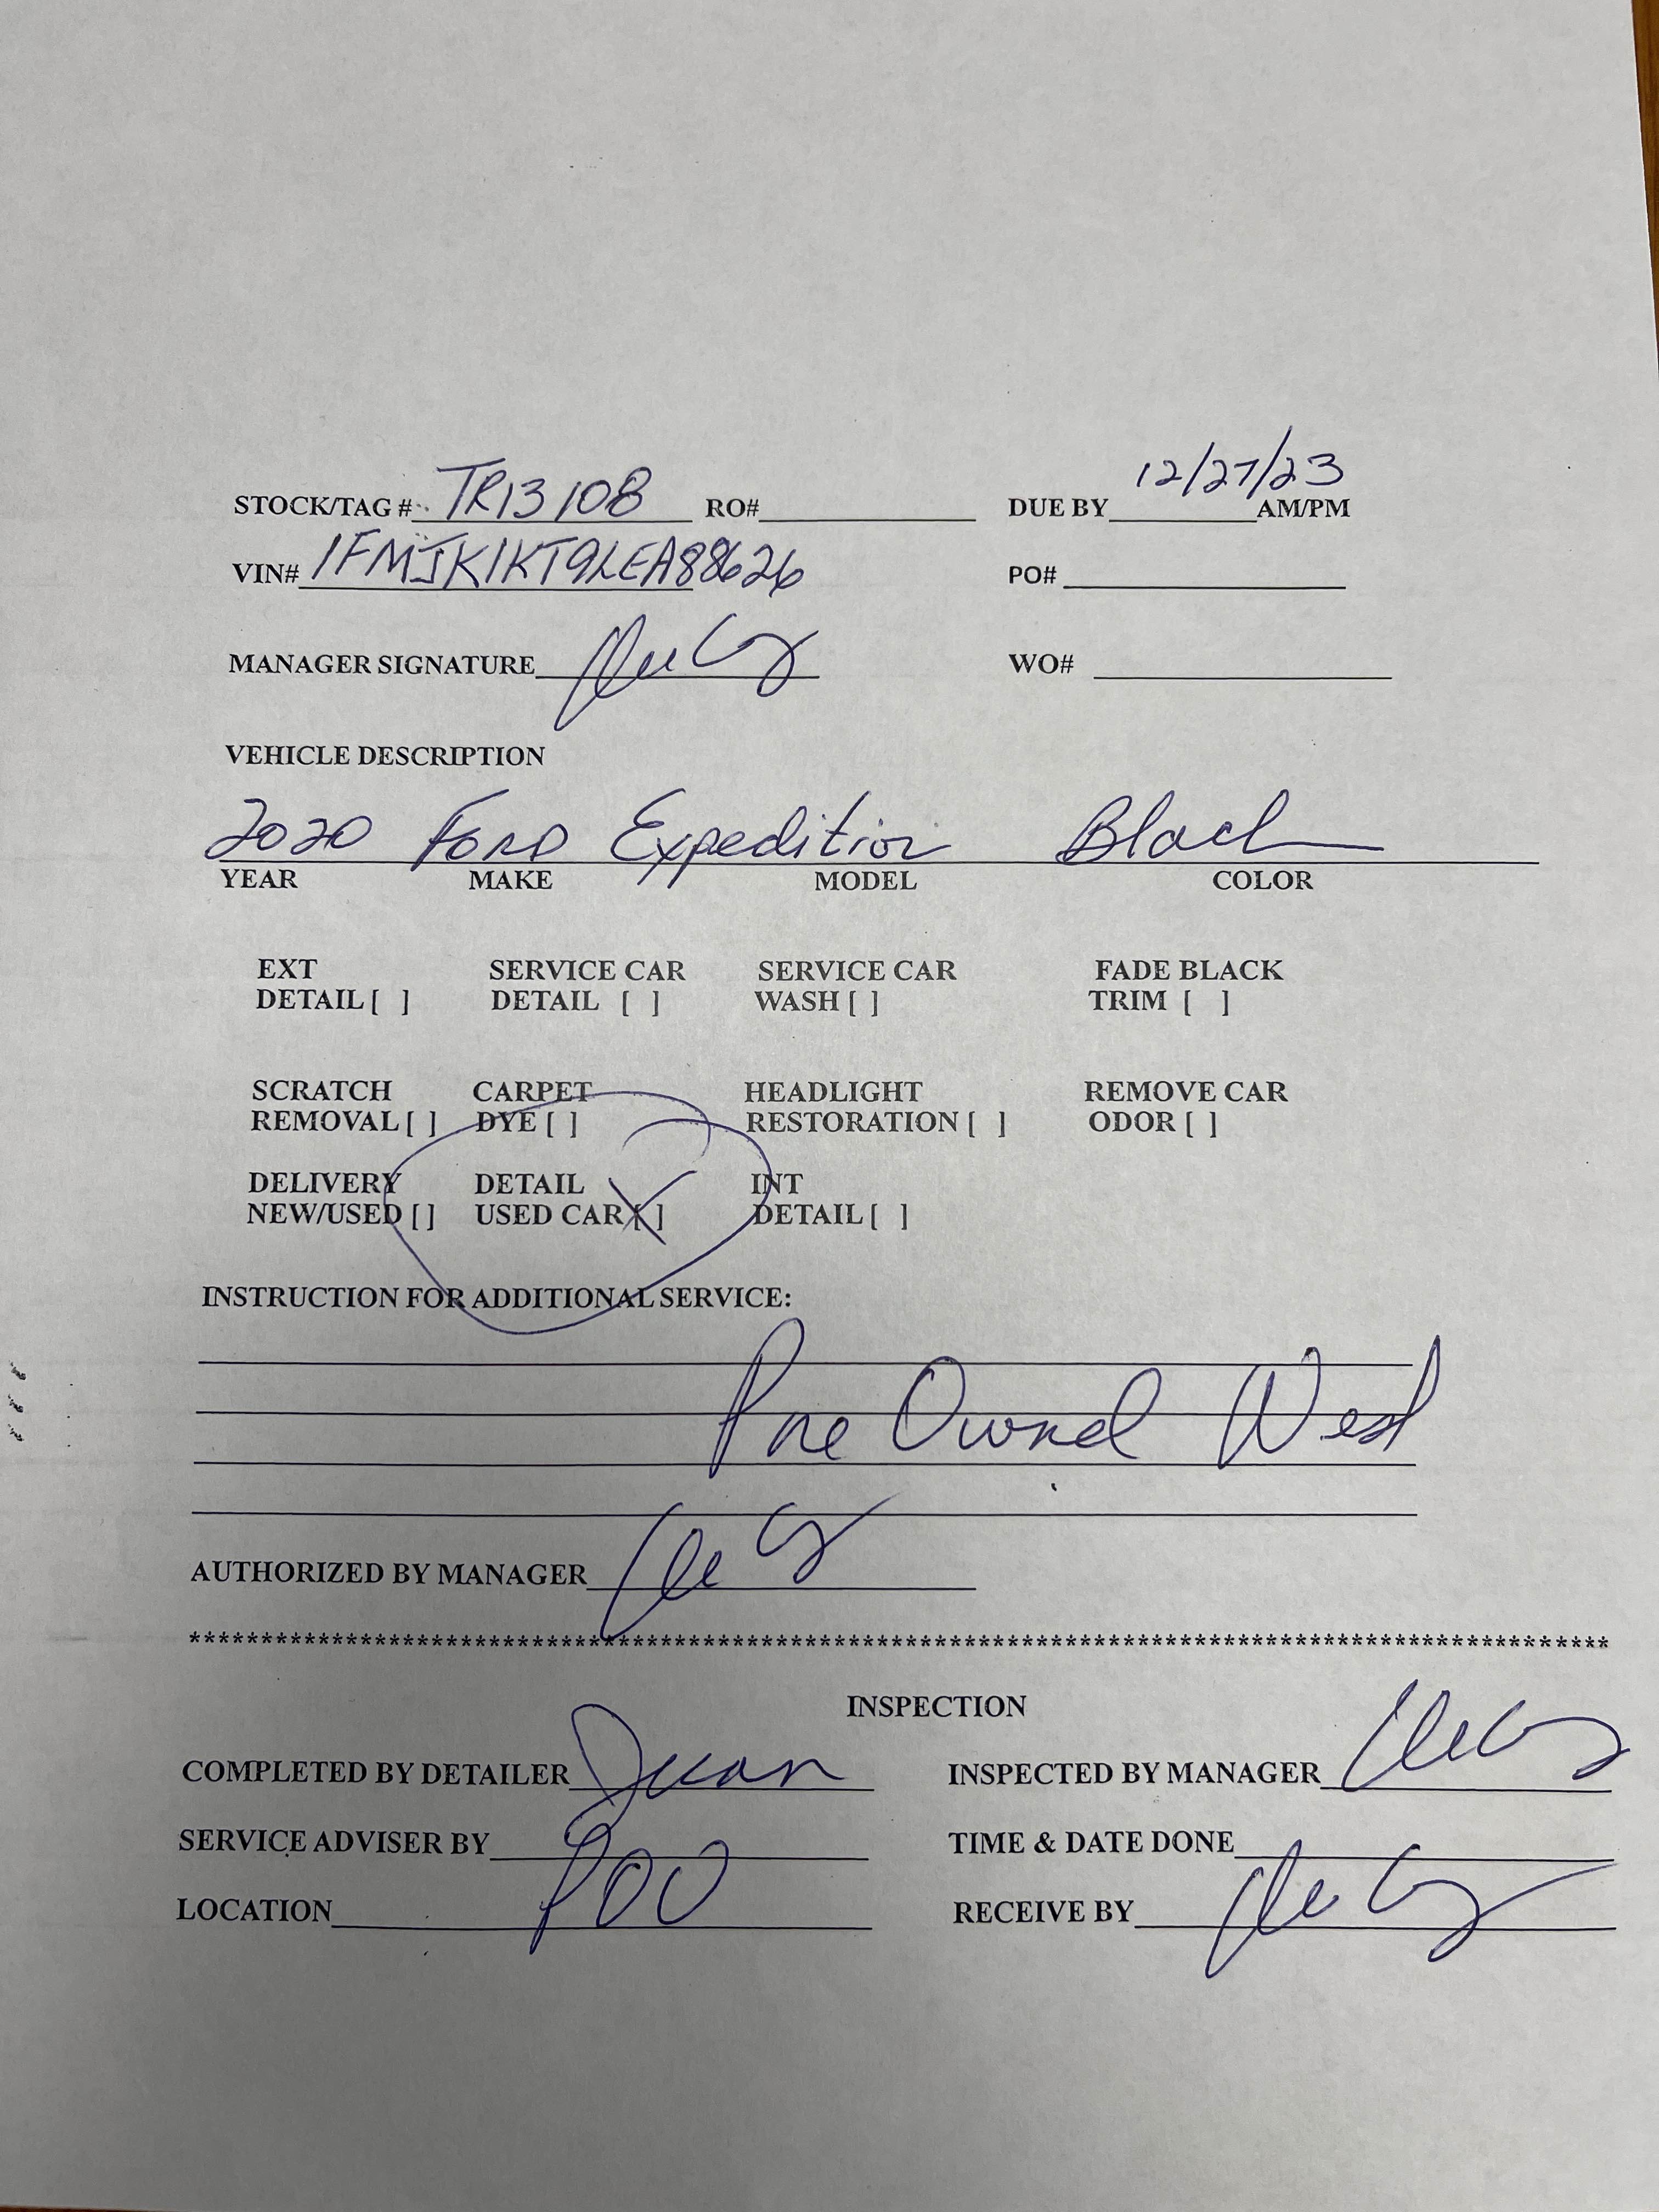 12/27/23
STOCK/TAG # TR13108 RO# DUE BY AM/PM
VIN# 1FMJK1KT9LEA88626 PO#
MANAGER SIGNATURE WO#
VEHICLE DESCRIPTION
2020 Ford Expedition Black
YEAR MAKE MODEL COLOR
EXT SERVICE CAR SERVICE CAR FADE BLACK
DETAIL [ ] DETAIL [ ] WASH [ ] TRIM [ ]
SCRATCH CARPET HEADLIGHT REMOVE CAR
REMOVAL [ ] DYE [ ] RESTORATION [ ] ODOR [ ]
DELIVERY DETAIL INT
NEW/USED [ ] USED CAR [X] DETAIL [ ]
INSTRUCTION FOR ADDITIONAL SERVICE:
Pre Owned West
AUTHORIZED BY MANAGER
****************************************************************************************************
INSPECTION
COMPLETED BY DETAILER Juan INSPECTED BY MANAGER
SERVICE ADVISER BY TIME & DATE DONE
LOCATION POW RECEIVE BY